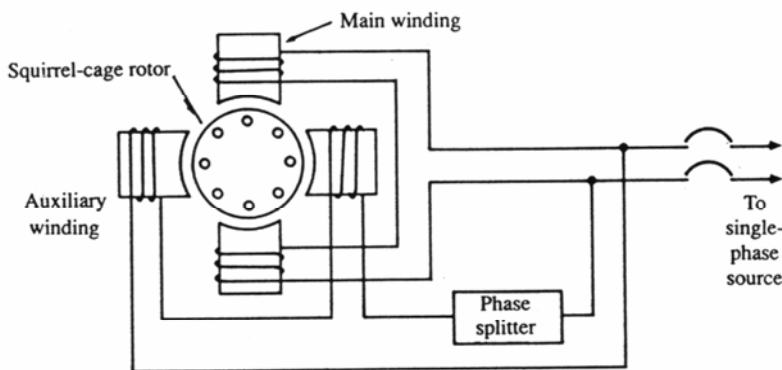 Main winding
Squirrel-cage rotor
Auxiliary
winding
Phase
splitter
To
single-
phase
source